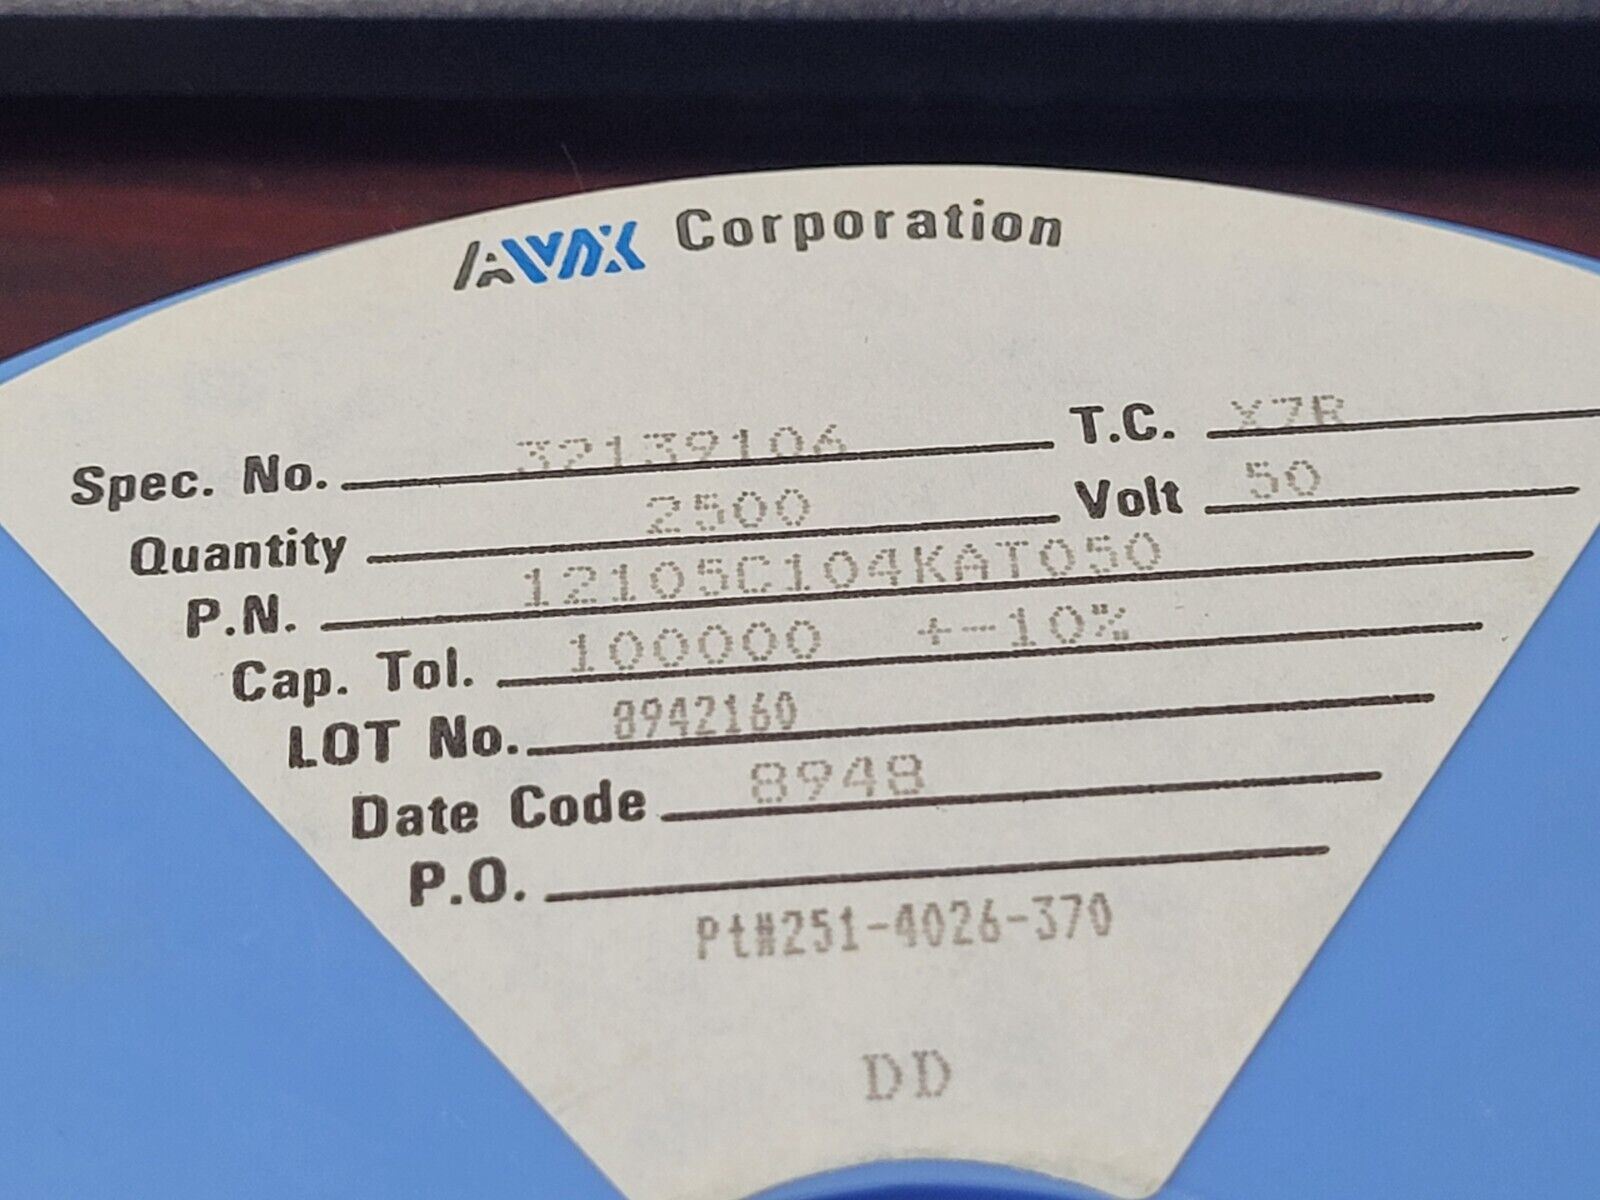 AVX Corporation
Spec. No. 32139106 T.C. X7R
Quantity 2500 Volt 50
P.N. 12105C104KAT050
Cap. Tol. 100000 +-10%
LOT No. 8942160
Date Code 8948
P.O.
Pt#251-4026-370
DD